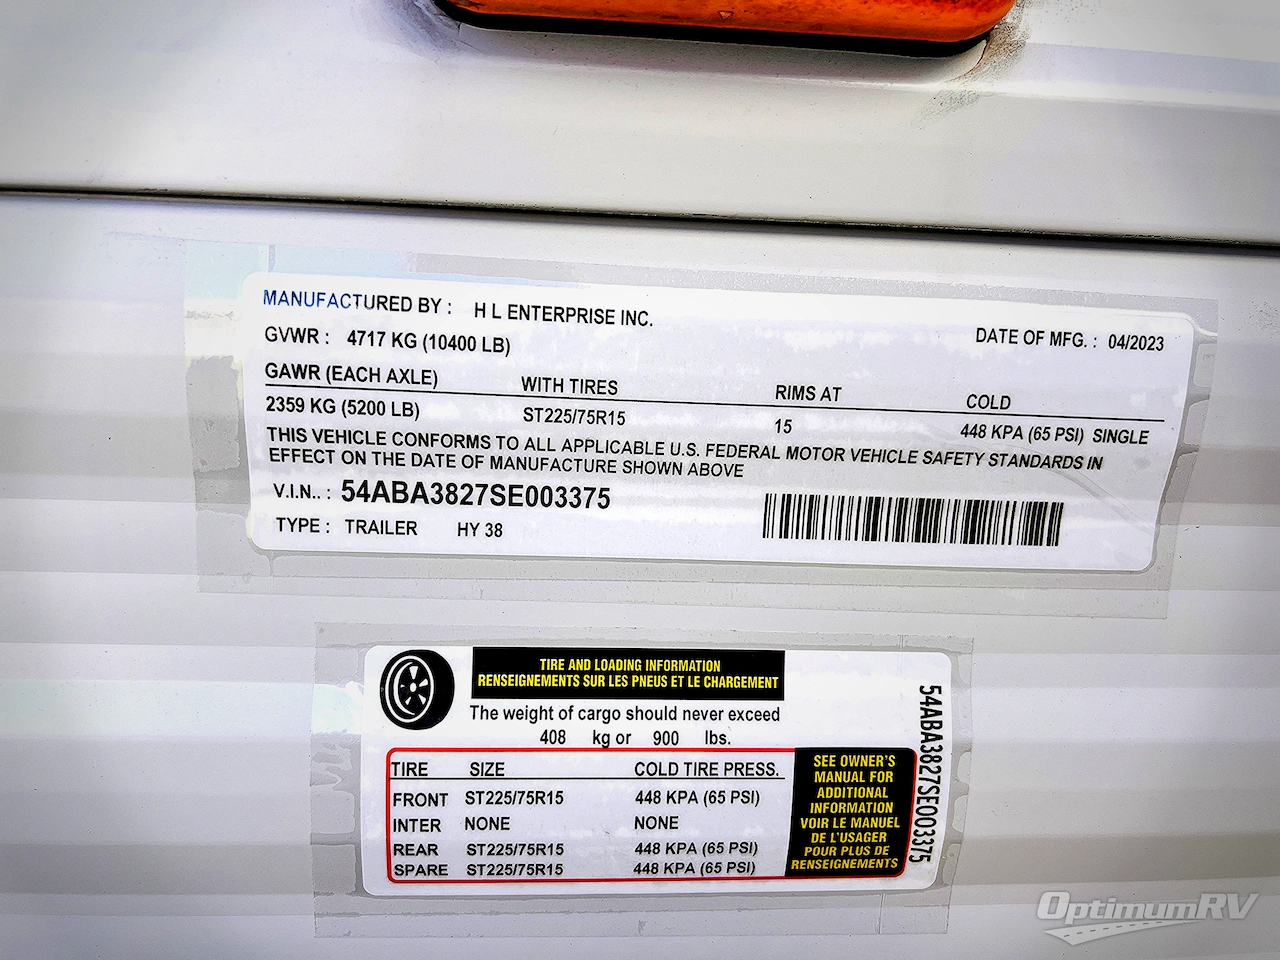 MANUFACTURED BY : H L ENTERPRISE INC.
DATE OF MFG. : 04/2023
GVWR : 4717 KG (10400 LB)
GAWR (EACH AXLE) WITH TIRES RIMS AT COLD
2359 KG (5200 LB) ST225/75R15 15 448 KPA (65 PSI) SINGLE
THIS VEHICLE CONFORMS TO ALL APPLICABLE U.S. FEDERAL MOTOR VEHICLE SAFETY STANDARDS IN
EFFECT ON THE DATE OF MANUFACTURE SHOWN ABOVE
V.I.N.. : 54ABA3827SE003375
TYPE : TRAILER HY 38
TIRE AND LOADING INFORMATION
RENSEIGNEMENTS SUR LES PNEUS ET LE CHARGEMENT
The weight of cargo should never exceed
408 kg or 900 lbs.
TIRE SIZE COLD TIRE PRESS.
FRONT ST225/75R15 448 KPA (65 PSI)
INTER NONE NONE
REAR ST225/75R15 448 KPA (65 PSI)
SPARE ST225/75R15 448 KPA (65 PSI)
SEE OWNER'S
MANUAL FOR
ADDITIONAL
INFORMATION
VOIR LE MANUEL
DE L'USAGER
POUR PLUS DE
RENSEIGNEMENTS
54ABA3827SE003375
OptimumRV